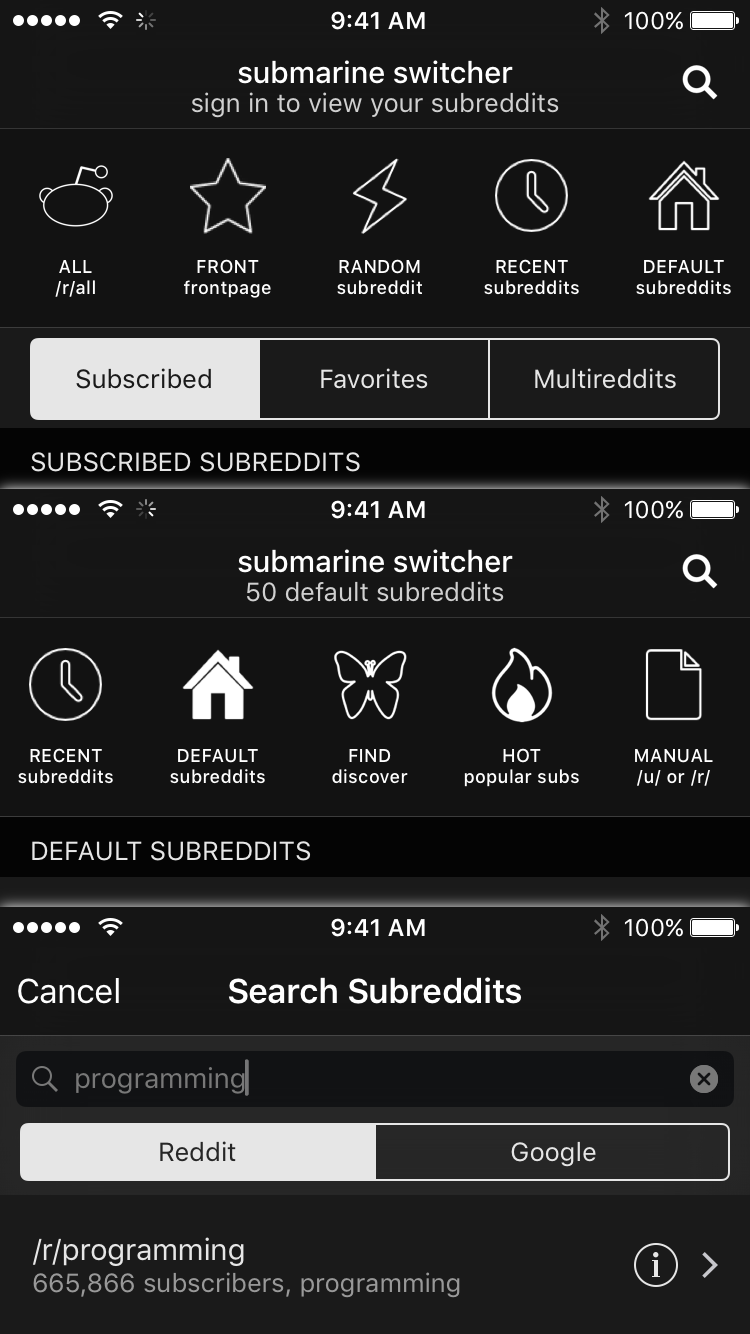 9:41 AM 100%
submarine switcher
sign in to view your subreddits
ALL FRONT RANDOM RECENT DEFAULT
/r/all frontpage subreddit subreddits subreddits
Subscribed Favorites Multireddits
SUBSCRIBED SUBREDDITS
9:41 AM 100%
submarine switcher
50 default subreddits
RECENT DEFAULT FIND HOT MANUAL
subreddits subreddits discover popular subs /u/ or /r/
DEFAULT SUBREDDITS
9:41 AM 100%
Cancel Search Subreddits
programming
Reddit Google
/r/programming
665,866 subscribers, programming